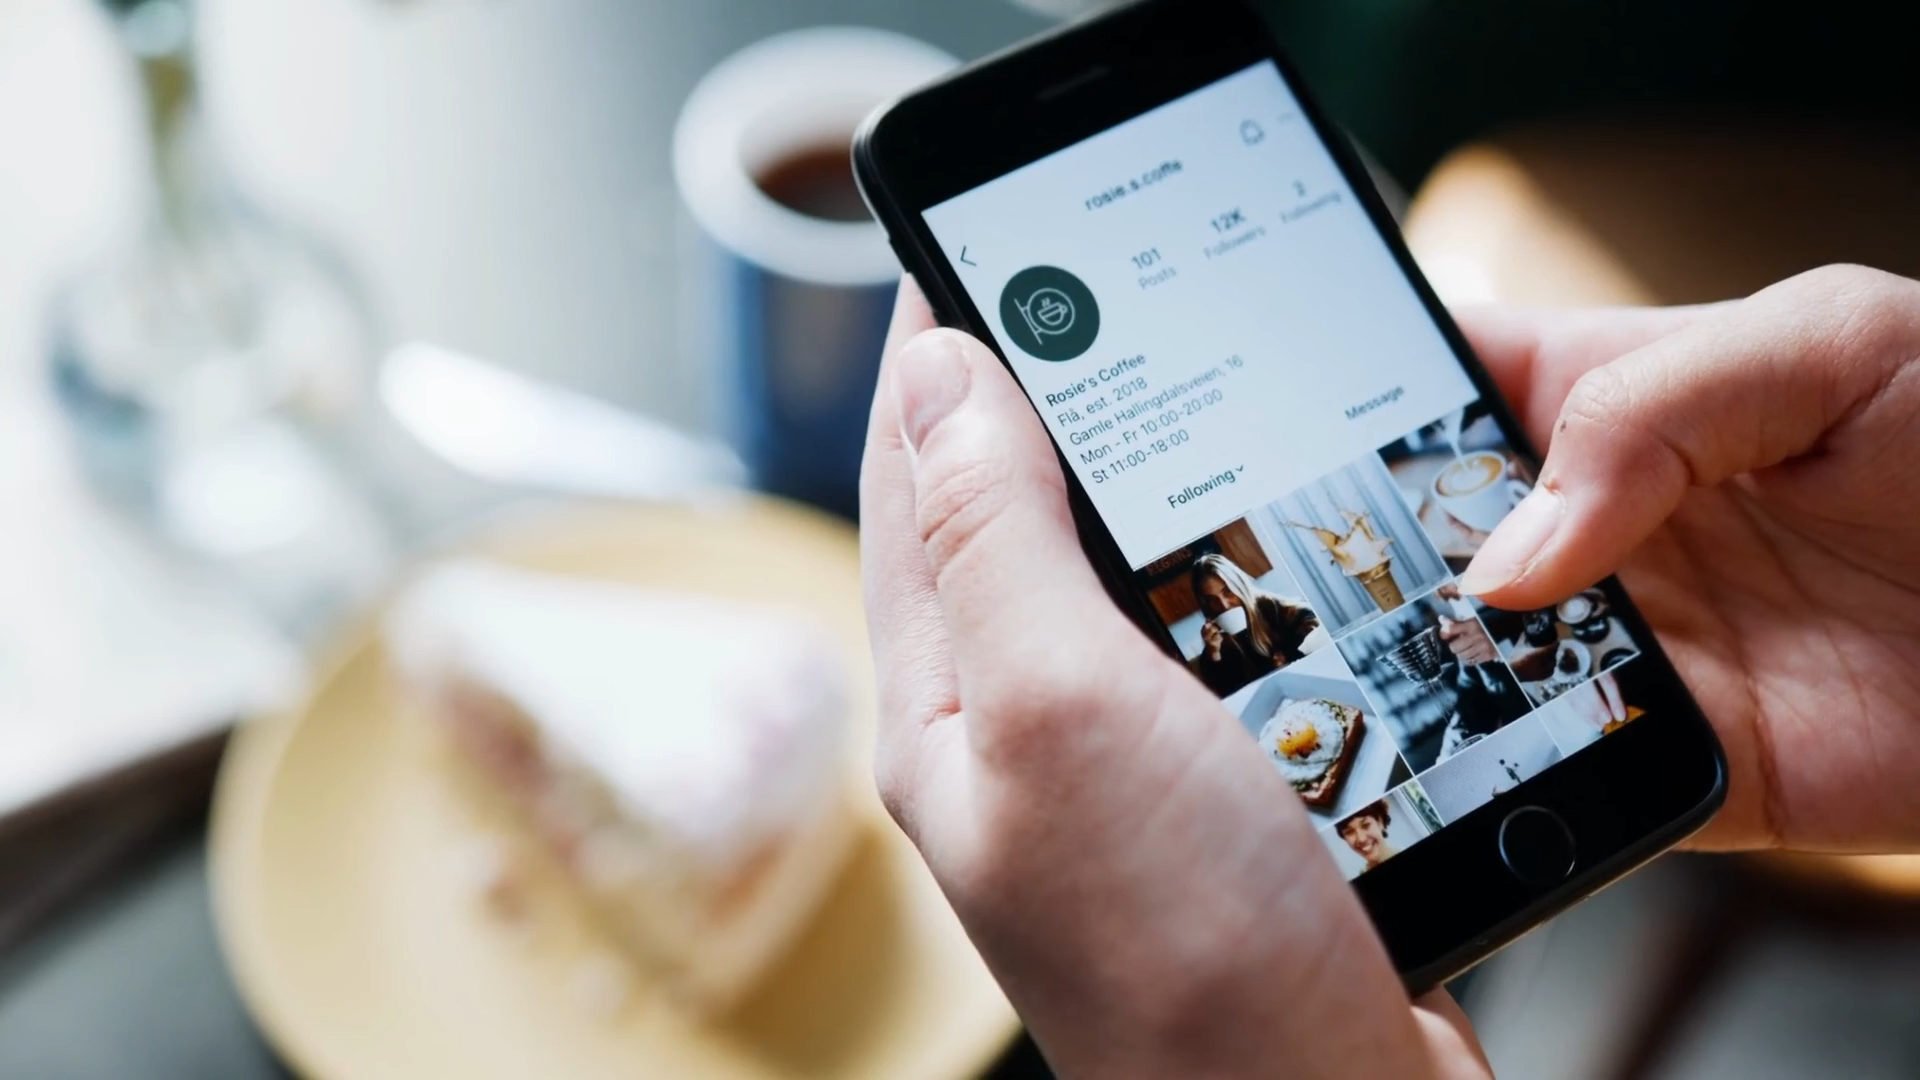 rosie.s.coffe
101
Posts
12K
Followers
2
Following
Rosie's Coffee
Flå, est. 2018
Gamle Hallingdalsveien, 16
Mon - Fr 10:00-20:00
St 11:00-18:00
Following
Message